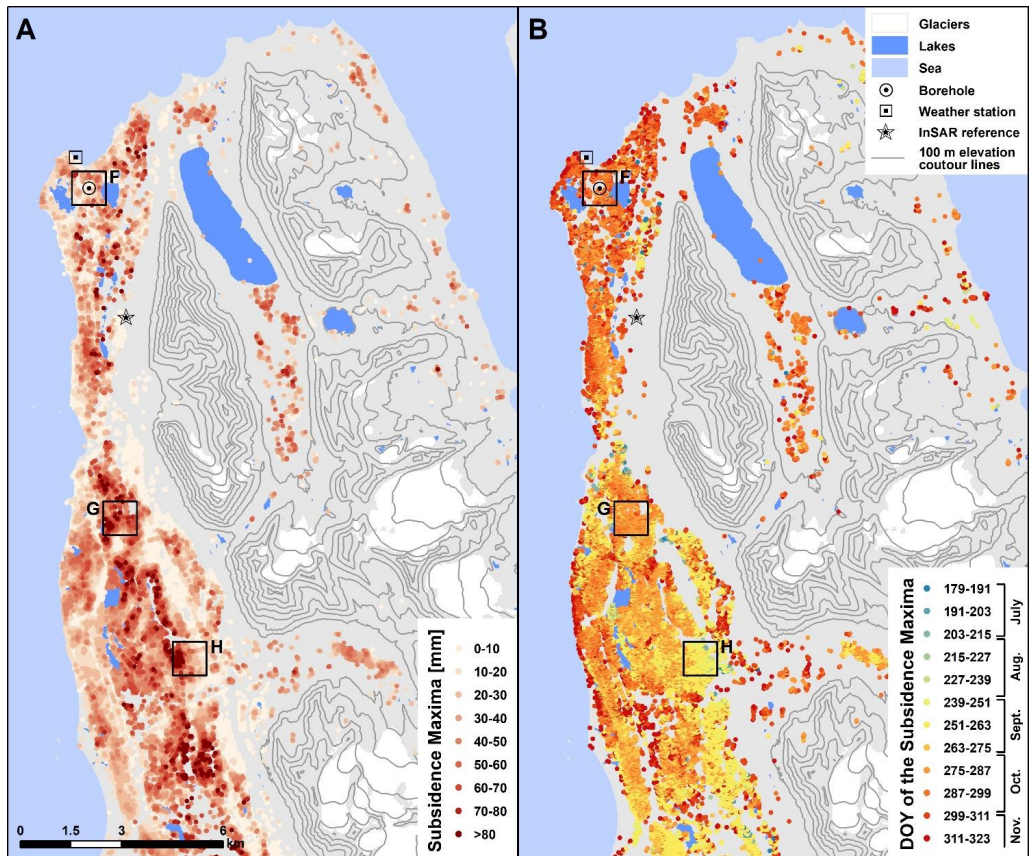 A
B
Glaciers
Lakes
Sea
Borehole
Weather station
InSAR reference
100 m elevation
coutour lines
F
F
G
G
H
H
Subsidence Maxima [mm]
0-10
10-20
20-30
30-40
40-50
50-60
60-70
70-80
>80
0 1.5 3 6
km
DOY of the Subsidence Maxima
179-191
191-203
203-215
215-227
227-239
239-251
251-263
263-275
275-287
287-299
299-311
311-323
July
Aug.
Sept.
Oct.
Nov.